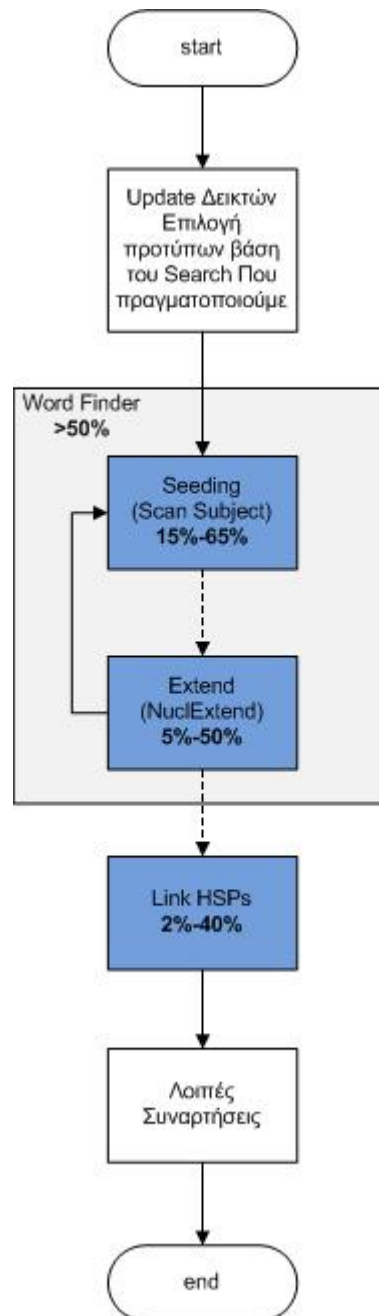 start
Update Δεικτών
Επιλογή
προτύπων βάση
του Search Που
πραγματοποιούμε
Word Finder
>50%
Seeding
(Scan Subject)
15%-65%
Extend
(NuclExtend)
5%-50%
Link HSPs
2%-40%
Λοιπές
Συναρτήσεις
end